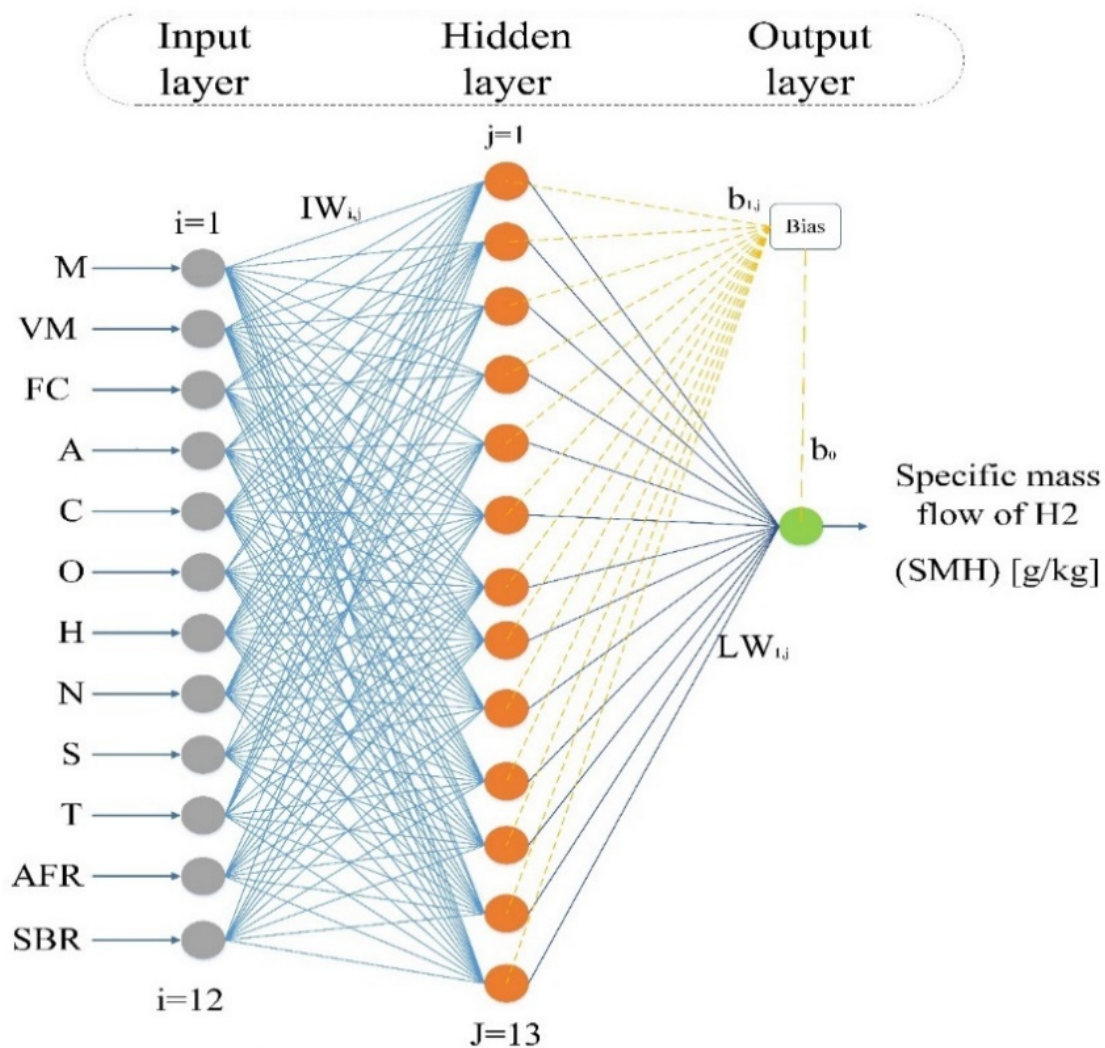 Input layer
Hidden layer
Output layer
j=1
IWi,j
b1,j
i=1
Bias
M
VM
FC
A
C
O
H
N
S
T
AFR
SBR
b0
Specific mass
flow of H2
(SMH) [g/kg]
LW1,j
i=12
J=13